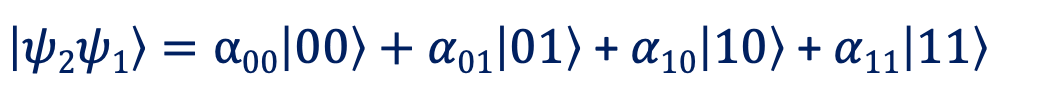 |ψ₂ψ₁⟩ = α₀₀|00⟩ + α₀₁|01⟩ + α₁₀|10⟩ + α₁₁|11⟩